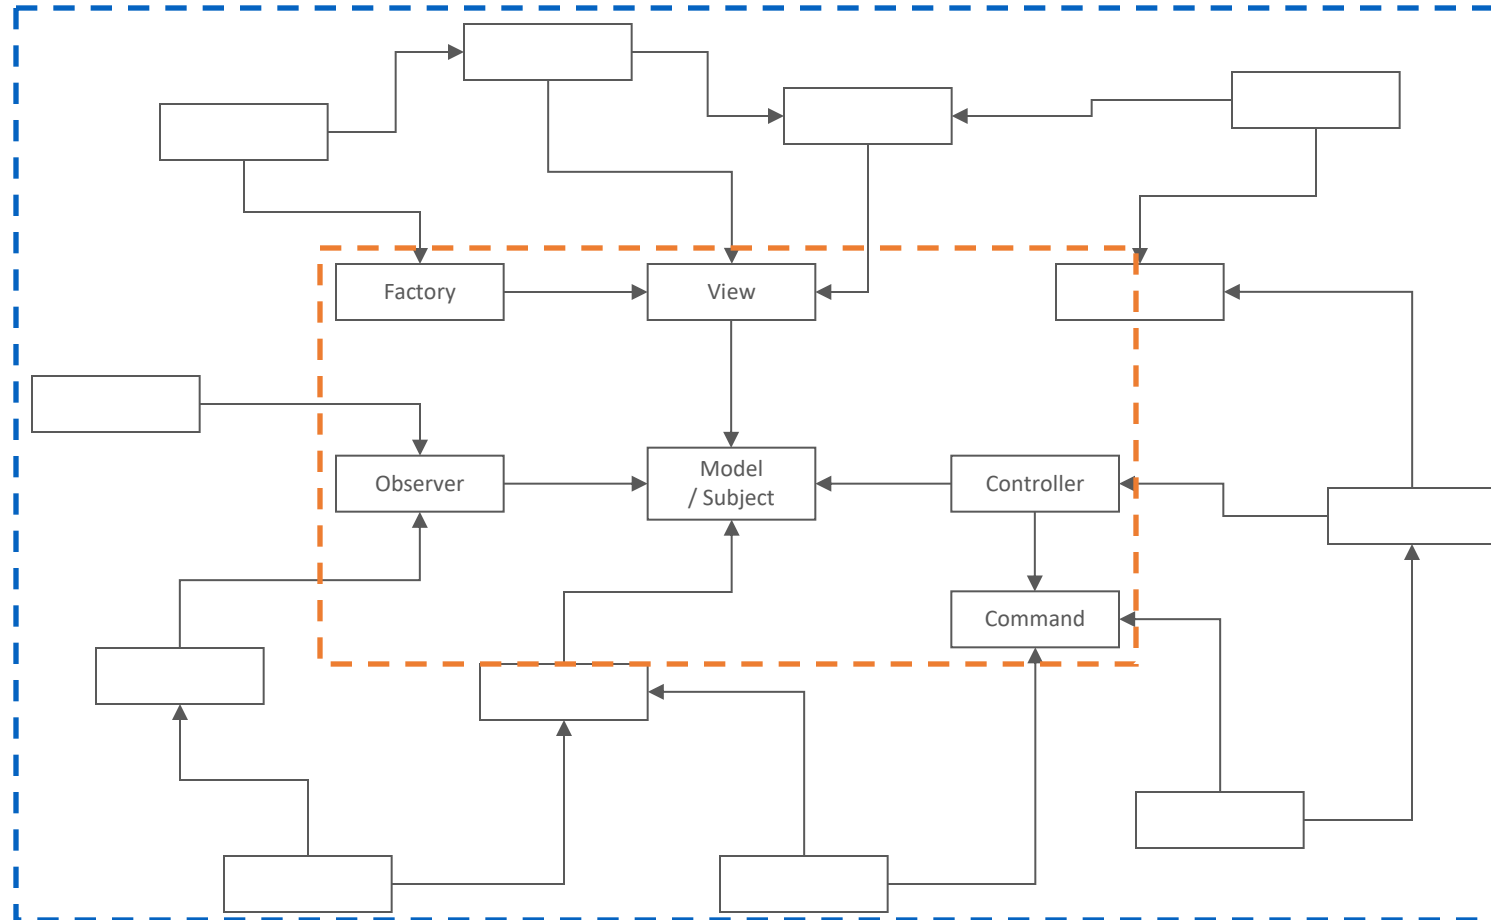 Factory
View
Observer
Model
/ Subject
Controller
Command